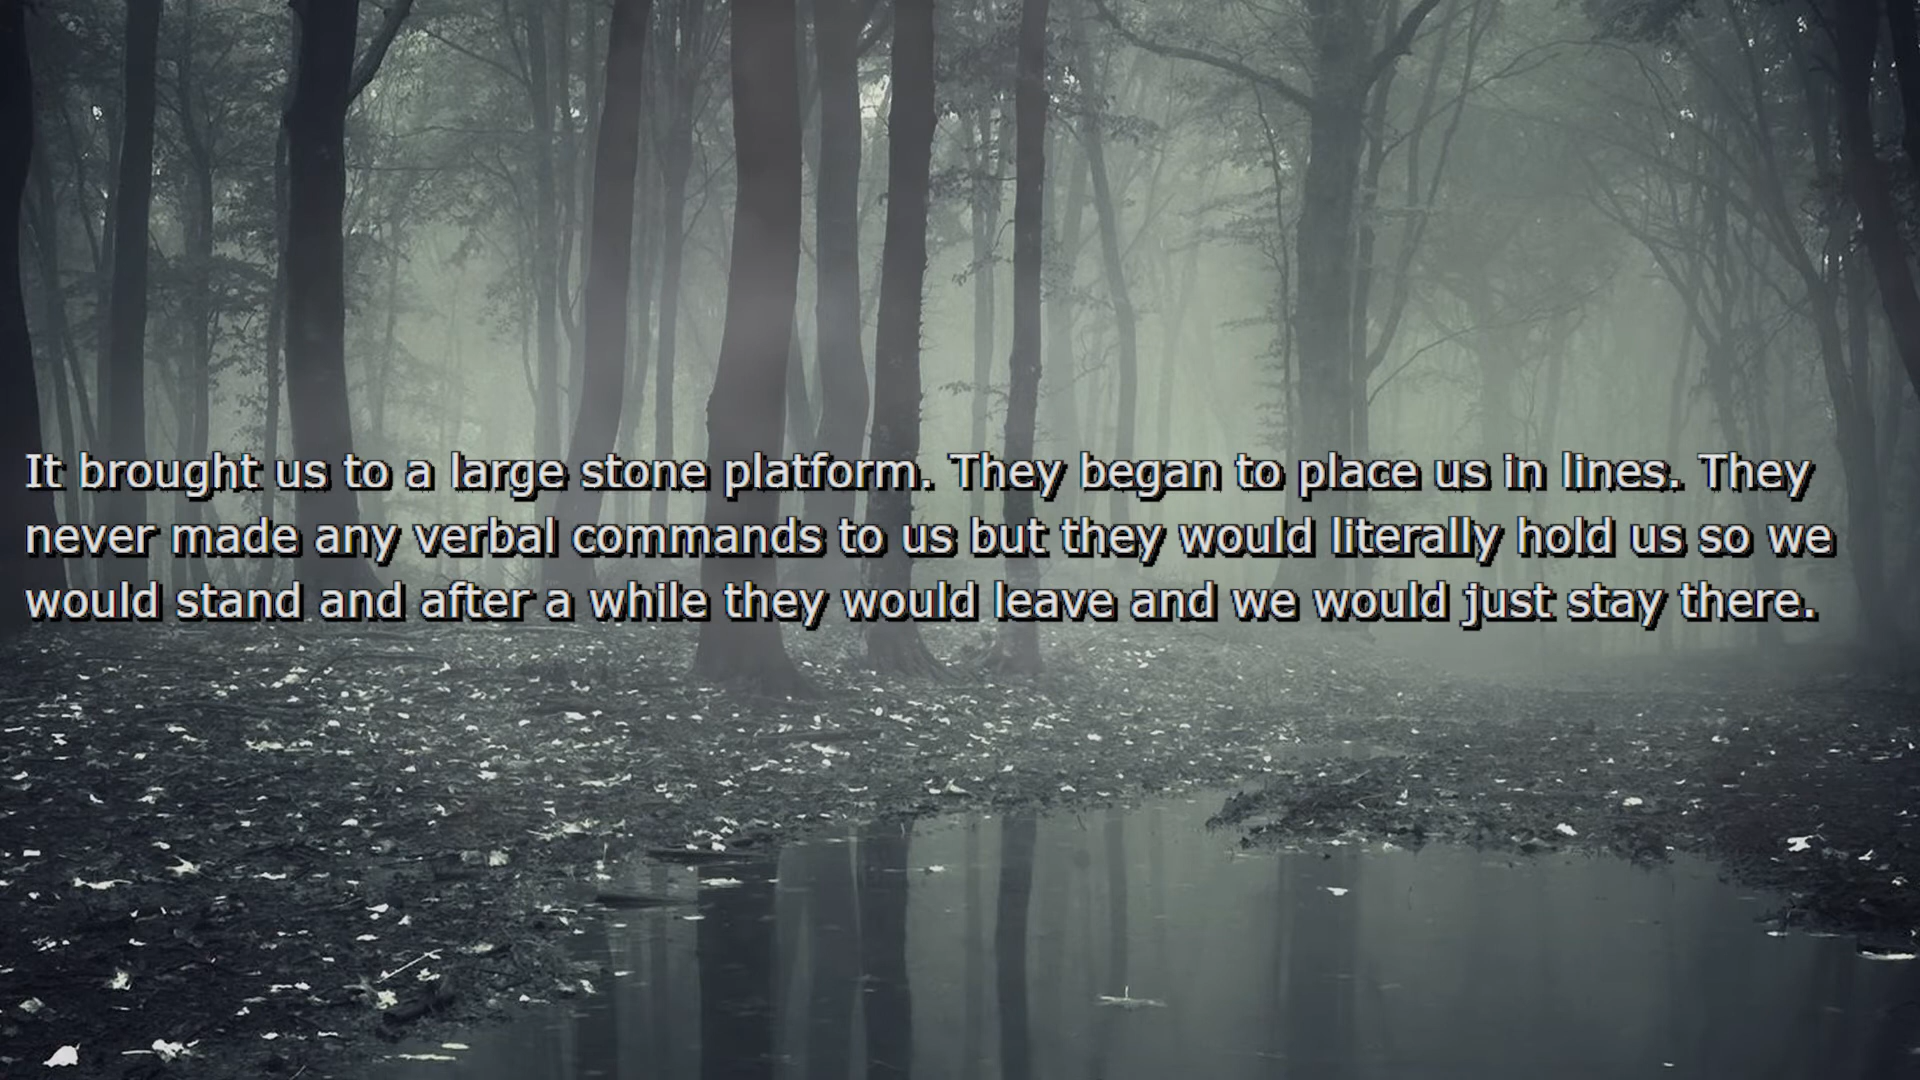 It brought us to a large stone platform. They began to place us in lines. They
never made any verbal commands to us but they would literally hold us so we
would stand and after a while they would leave and we would just stay there.